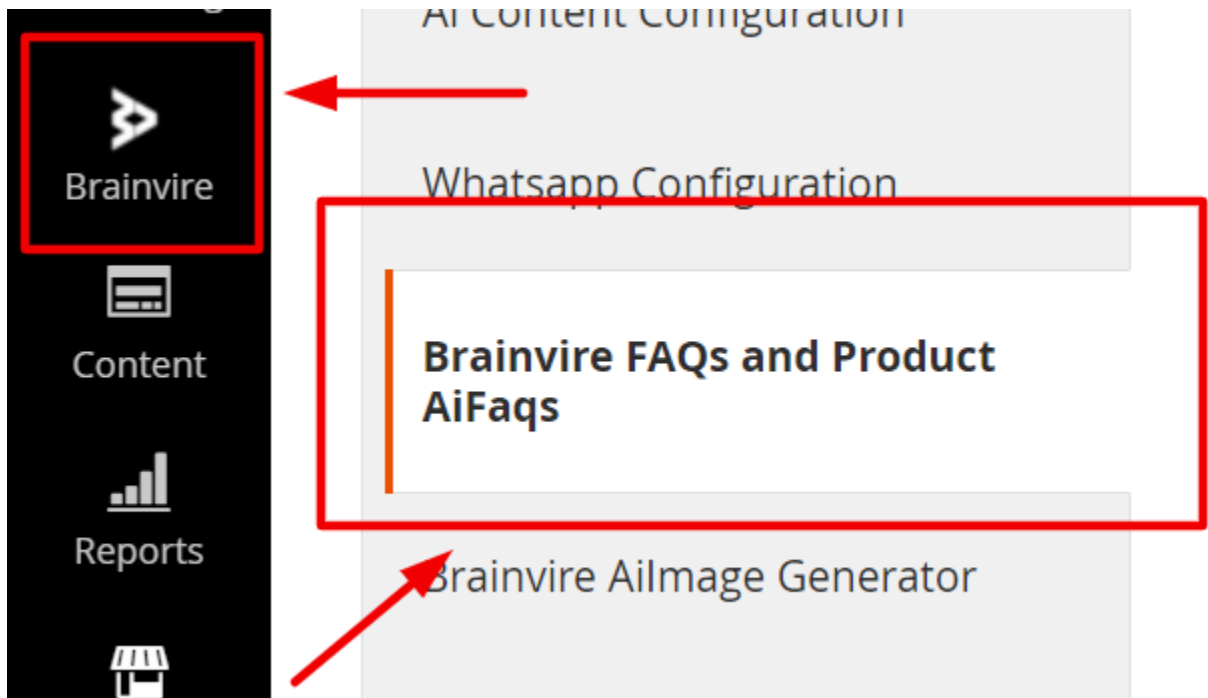 Brainvire
Content
Reports
AI Content Configuration
Whatsapp Configuration
Brainvire FAQs and Product
AiFaqs
Brainvire AiImage Generator